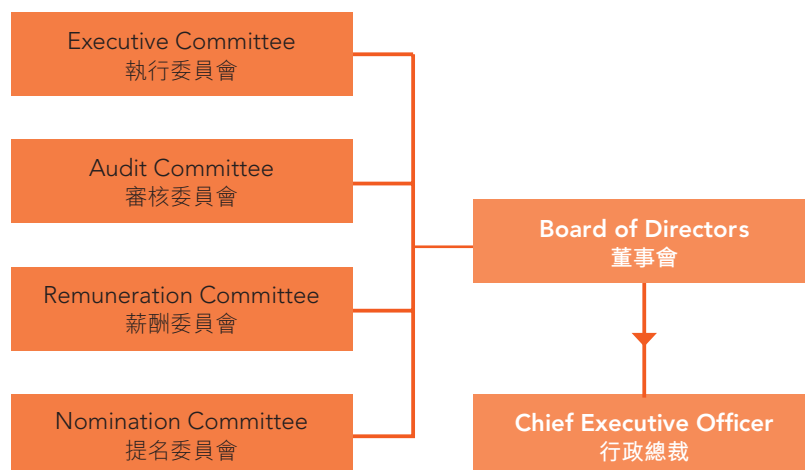 Executive Committee
執行委員會
Audit Committee
審核委員會
Remuneration Committee
薪酬委員會
Nomination Committee
提名委員會
Board of Directors
董事會
Chief Executive Officer
行政總裁